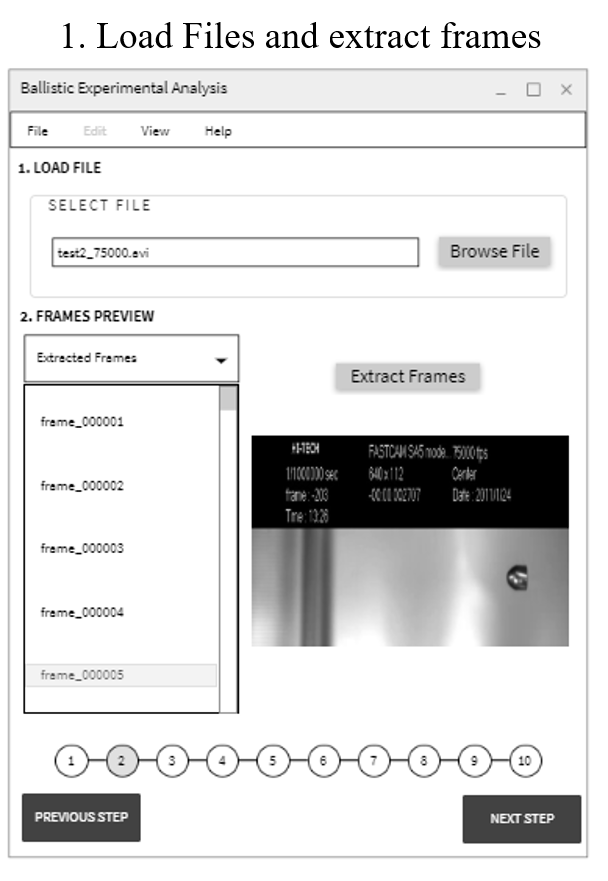 1. Load Files and extract frames
Ballistic Experimental Analysis
File Edit View Help
1. LOAD FILE
SELECT FILE
test2_75000.avi
Browse File
2. FRAMES PREVIEW
Extracted Frames
Extract Frames
frame_000001
frame_000002
frame_000003
frame_000004
frame_000005
HI-TECH FASTCAM SA5 mode... 75000 fps
1/1000000 sec 640 x 112 Center
frame : -203 -00:00:002707 Date : 2011/1/24
Time : 13:26
1 2 3 4 5 6 7 8 9 10
PREVIOUS STEP
NEXT STEP